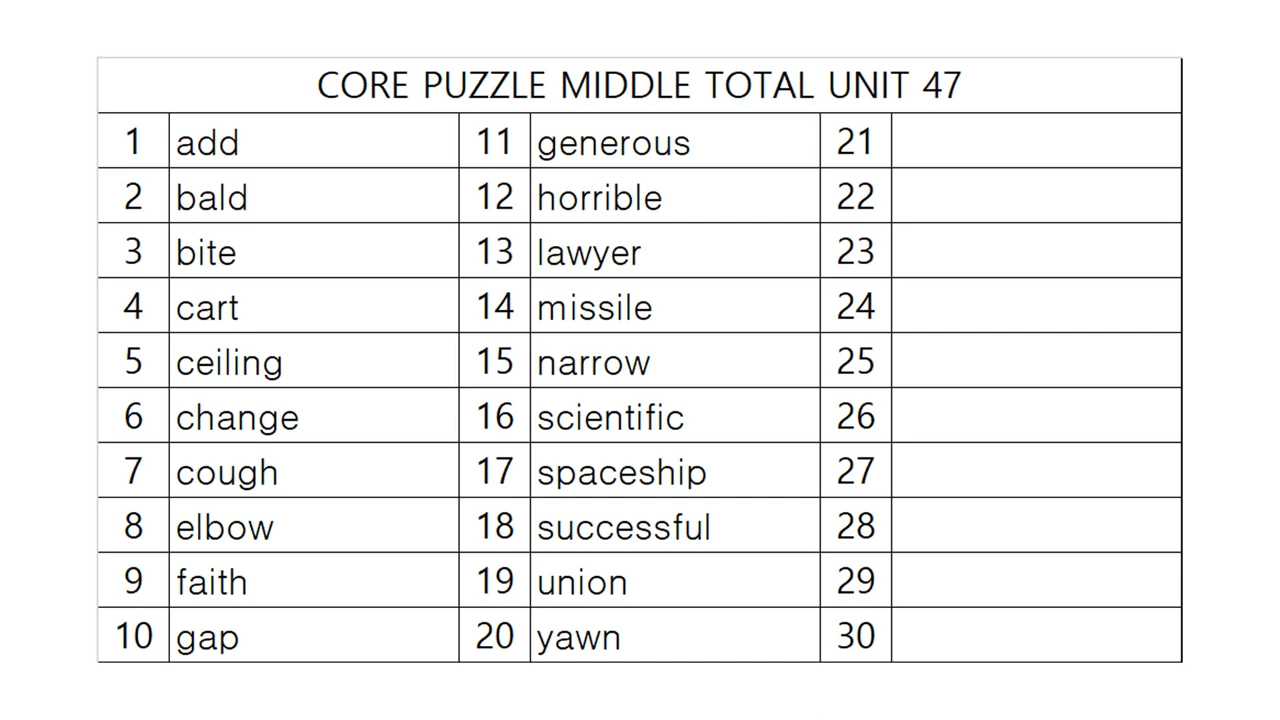 CORE PUZZLE MIDDLE TOTAL UNIT 47
1 add 11 generous 21
2 bald 12 horrible 22
3 bite 13 lawyer 23
4 cart 14 missile 24
5 ceiling 15 narrow 25
6 change 16 scientific 26
7 cough 17 spaceship 27
8 elbow 18 successful 28
9 faith 19 union 29
10 gap 20 yawn 30